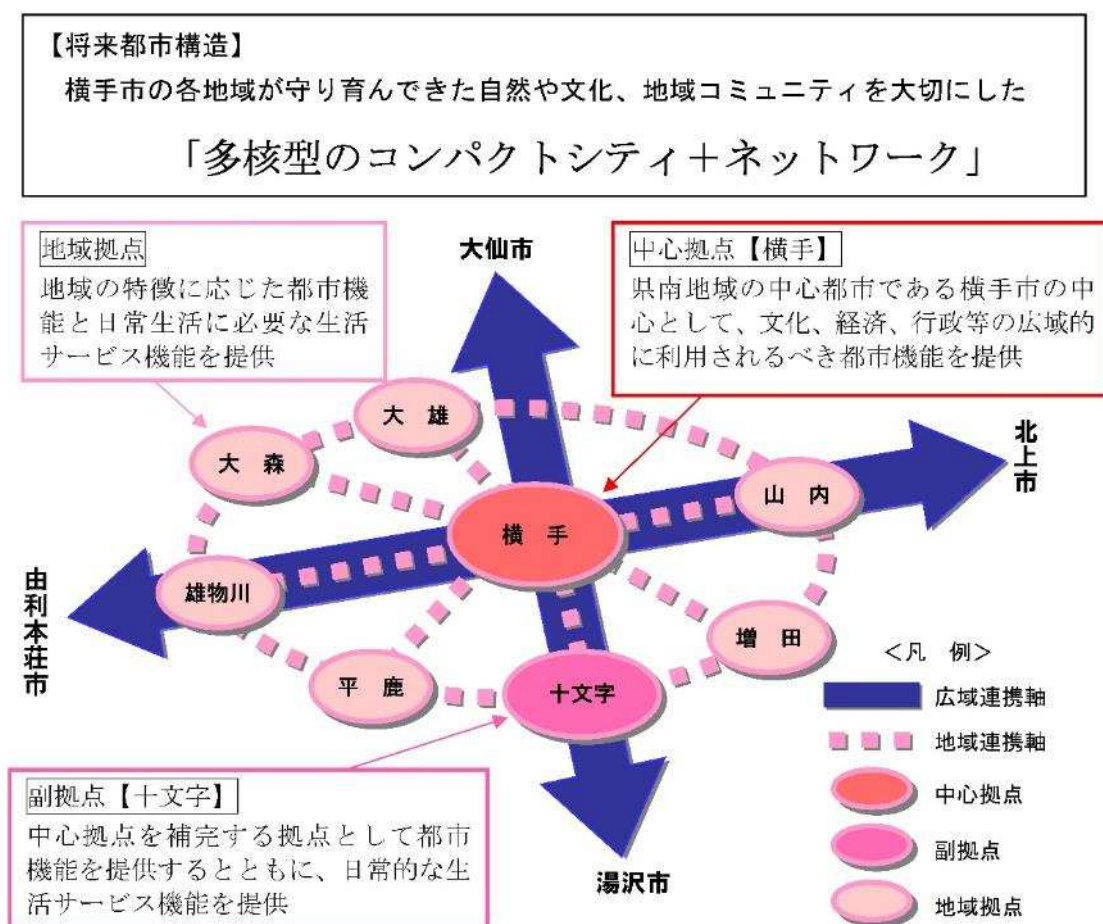 【将来都市構造】
横手市の各地域が守り育んできた自然や文化、地域コミュニティを大切にした
「多核型のコンパクトシティ＋ネットワーク」
地域拠点
地域の特徴に応じた都市機
能と日常生活に必要な生活
サービス機能を提供
大仙市
中心拠点【横手】
県南地域の中心都市である横手市の中
心として、文化、経済、行政等の広域的
に利用されるべき都市機能を提供
大 雄
大 森
北上市
山 内
横 手
雄物川
由利本荘市
増 田
平 鹿
十文字
＜凡 例＞
広域連携軸
地域連携軸
中心拠点
副拠点
地域拠点
副拠点【十文字】
中心拠点を補完する拠点として都市
機能を提供するとともに、日常的な生
活サービス機能を提供
湯沢市